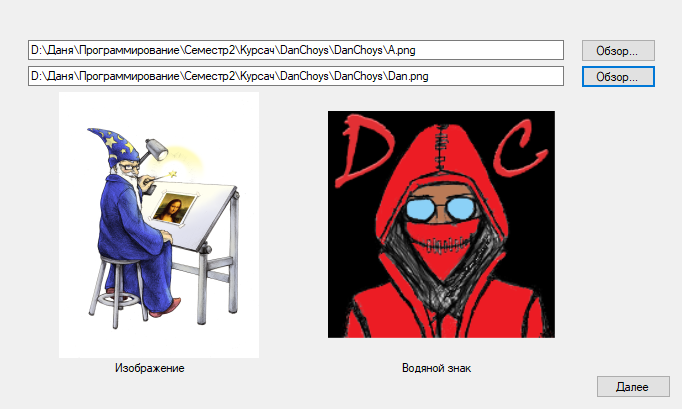 D:\Даня\Программирование\Семестр2\Курсач\DanChoys\DanChoys\A.png
Обзор...
D:\Даня\Программирование\Семестр2\Курсач\DanChoys\DanChoys\Dan.png
Обзор...
D C
Изображение
Водяной знак
Далее